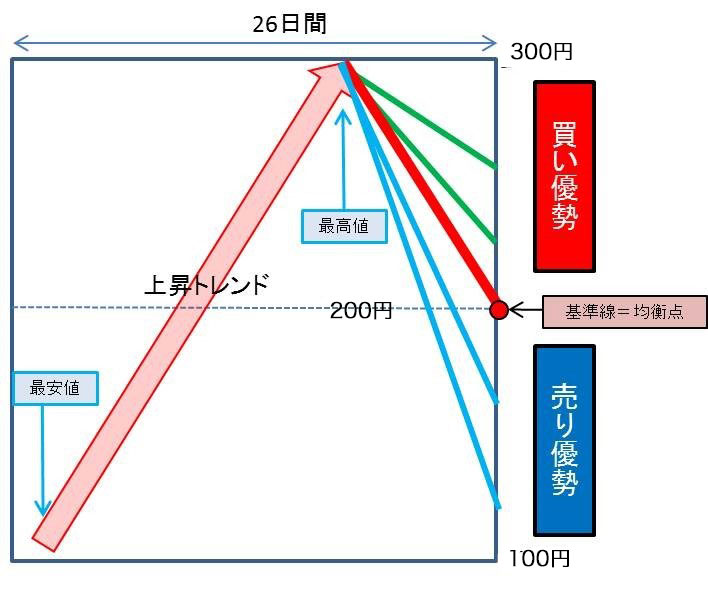 26日間
300円
買い優勢
最高値
上昇トレンド
200円
基準線＝均衡点
最安値
売り優勢
100円